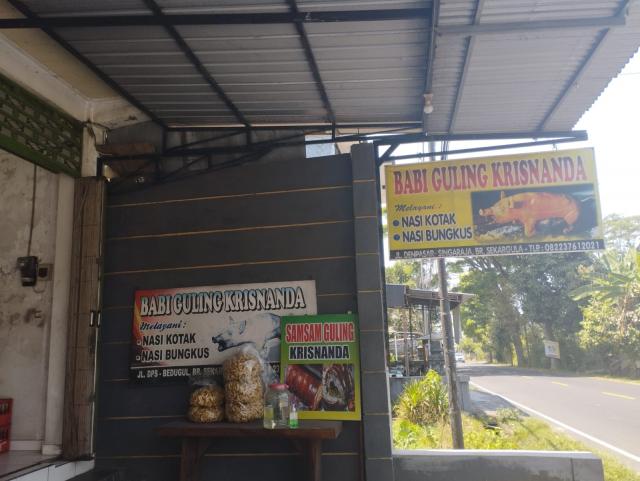 BABI GULING KRISNANDA
Melayani :
• NASI KOTAK
• NASI BUNGKUS
JL. DENPASAR, SINGARAJA, BR. SEKARGULA - TLP: 082237612021
BABI GULING KRISNANDA
Melayani :
• NASI KOTAK
• NASI BUNGKUS
JL. DPS - BEDUGUL, BR. SEKAR
SAMSAM GULING
KRISNANDA